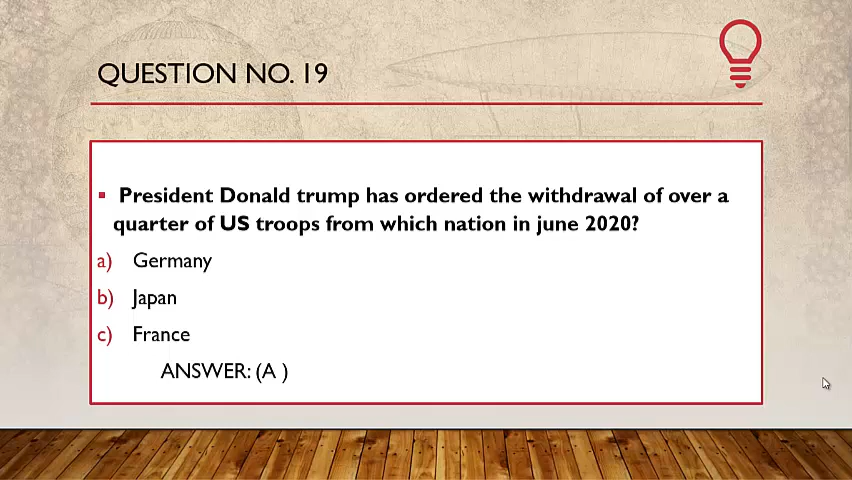 QUESTION NO. 19
▪ President Donald trump has ordered the withdrawal of over a
quarter of US troops from which nation in june 2020?
a) Germany
b) Japan
c) France
ANSWER: (A )